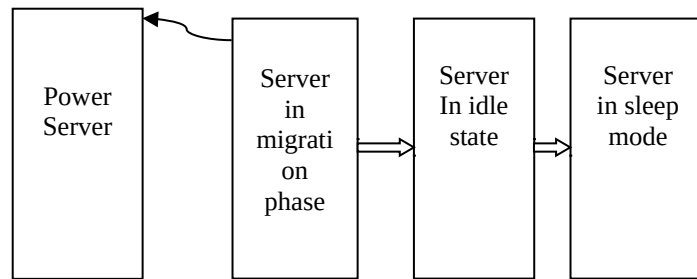 Power
Server
Server
in
migrati
on
phase
Server
In idle
state
Server
in sleep
mode